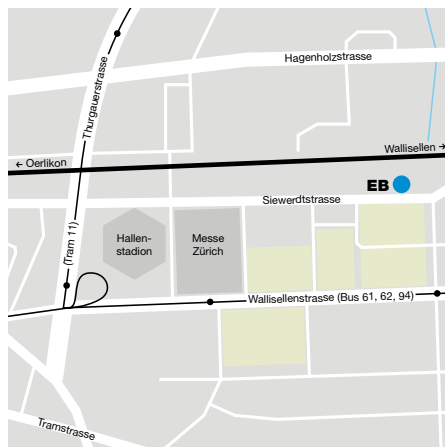 Hagenholzstrasse
Thurgauerstrasse
Wallisellen →
← Oerlikon
EB
Siewerdtstrasse
(Tram 11)
Hallen-
stadion
Messe
Zürich
Wallisellenstrasse (Bus 61, 62, 94)
Tramstrasse